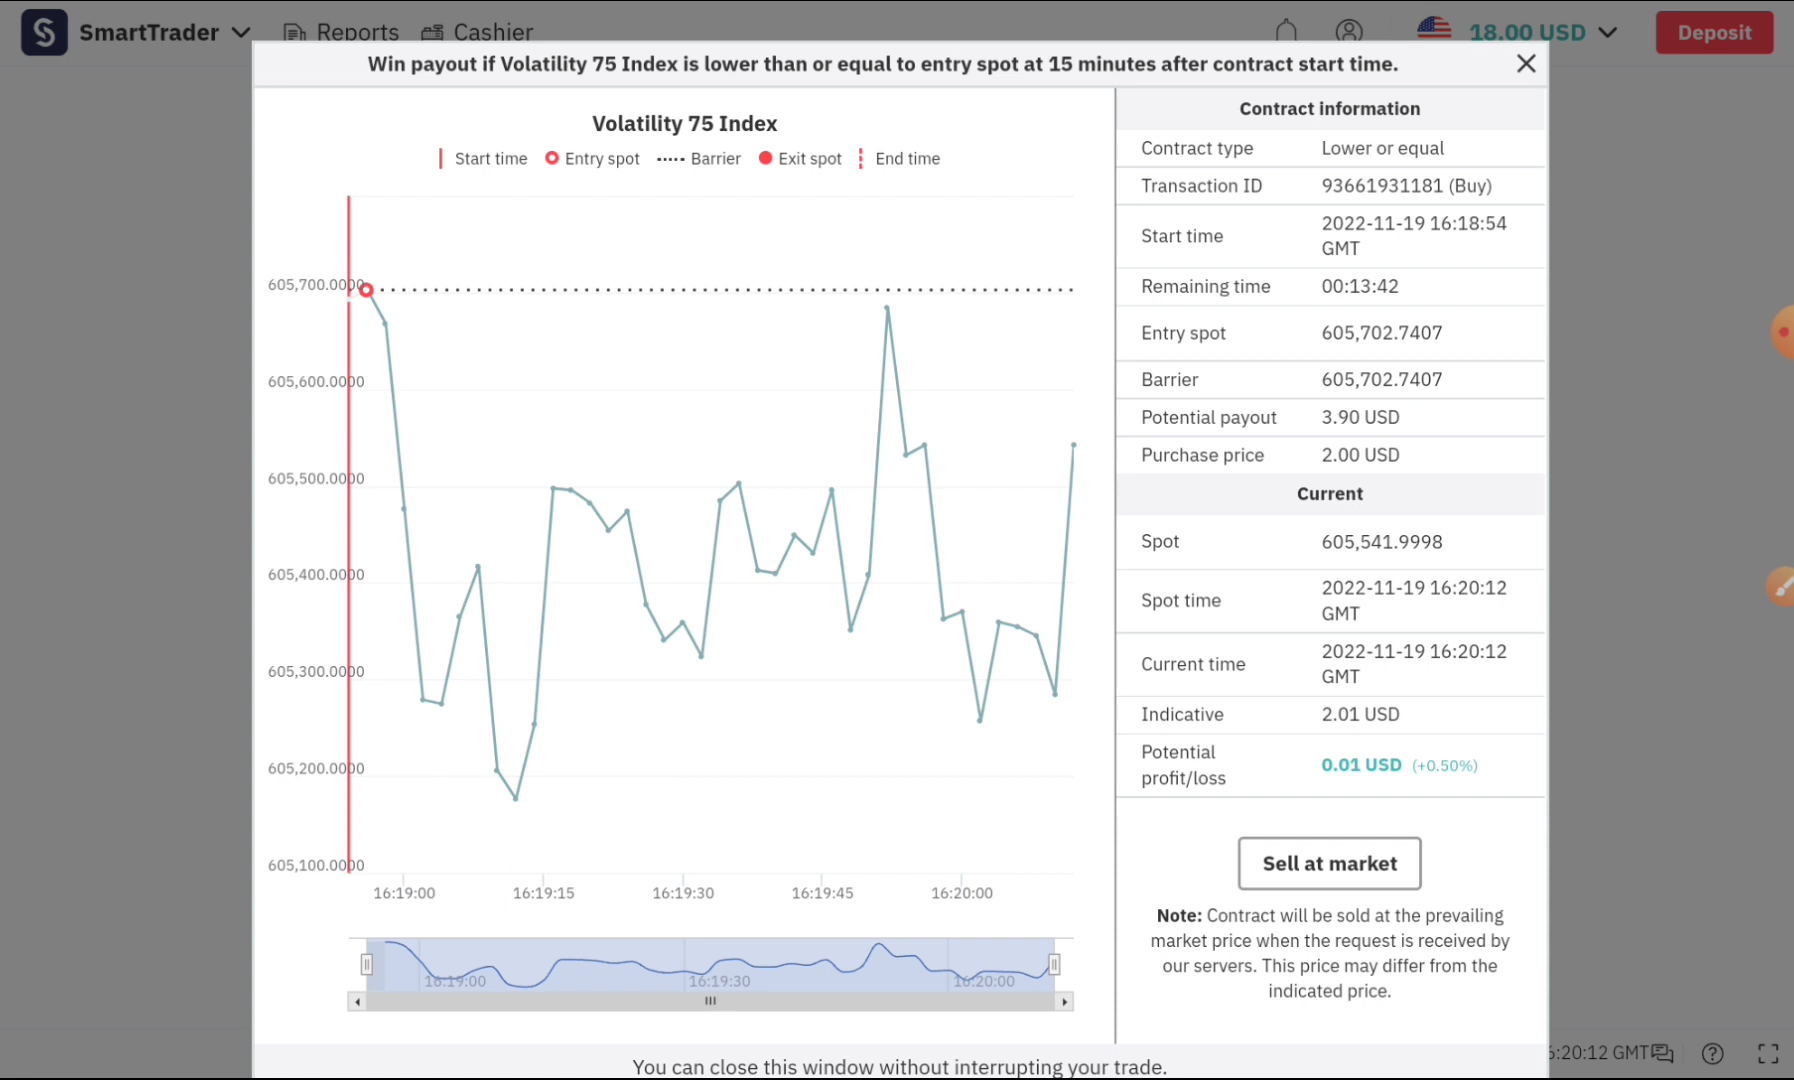 SmartTrader
Reports
Cashier
18.00 USD
Deposit
Win payout if Volatility 75 Index is lower than or equal to entry spot at 15 minutes after contract start time.
Volatility 75 Index
Start time
Entry spot
Barrier
Exit spot
End time
605,700.0000
605,600.0000
605,500.0000
605,400.0000
605,300.0000
605,200.0000
605,100.0000
16:19:00
16:19:15
16:19:30
16:19:45
16:20:00
16:19:00
16:19:30
16:20:00
Contract information
Contract type Lower or equal
Transaction ID 93661931181 (Buy)
Start time 2022-11-19 16:18:54
GMT
Remaining time 00:13:42
Entry spot 605,702.7407
Barrier 605,702.7407
Potential payout 3.90 USD
Purchase price 2.00 USD
Current
Spot 605,541.9998
Spot time 2022-11-19 16:20:12
GMT
Current time 2022-11-19 16:20:12
GMT
Indicative 2.01 USD
Potential
profit/loss 0.01 USD (+0.50%)
Sell at market
Note: Contract will be sold at the prevailing
market price when the request is received by
our servers. This price may differ from the
indicated price.
You can close this window without interrupting your trade.
6:20:12 GMT